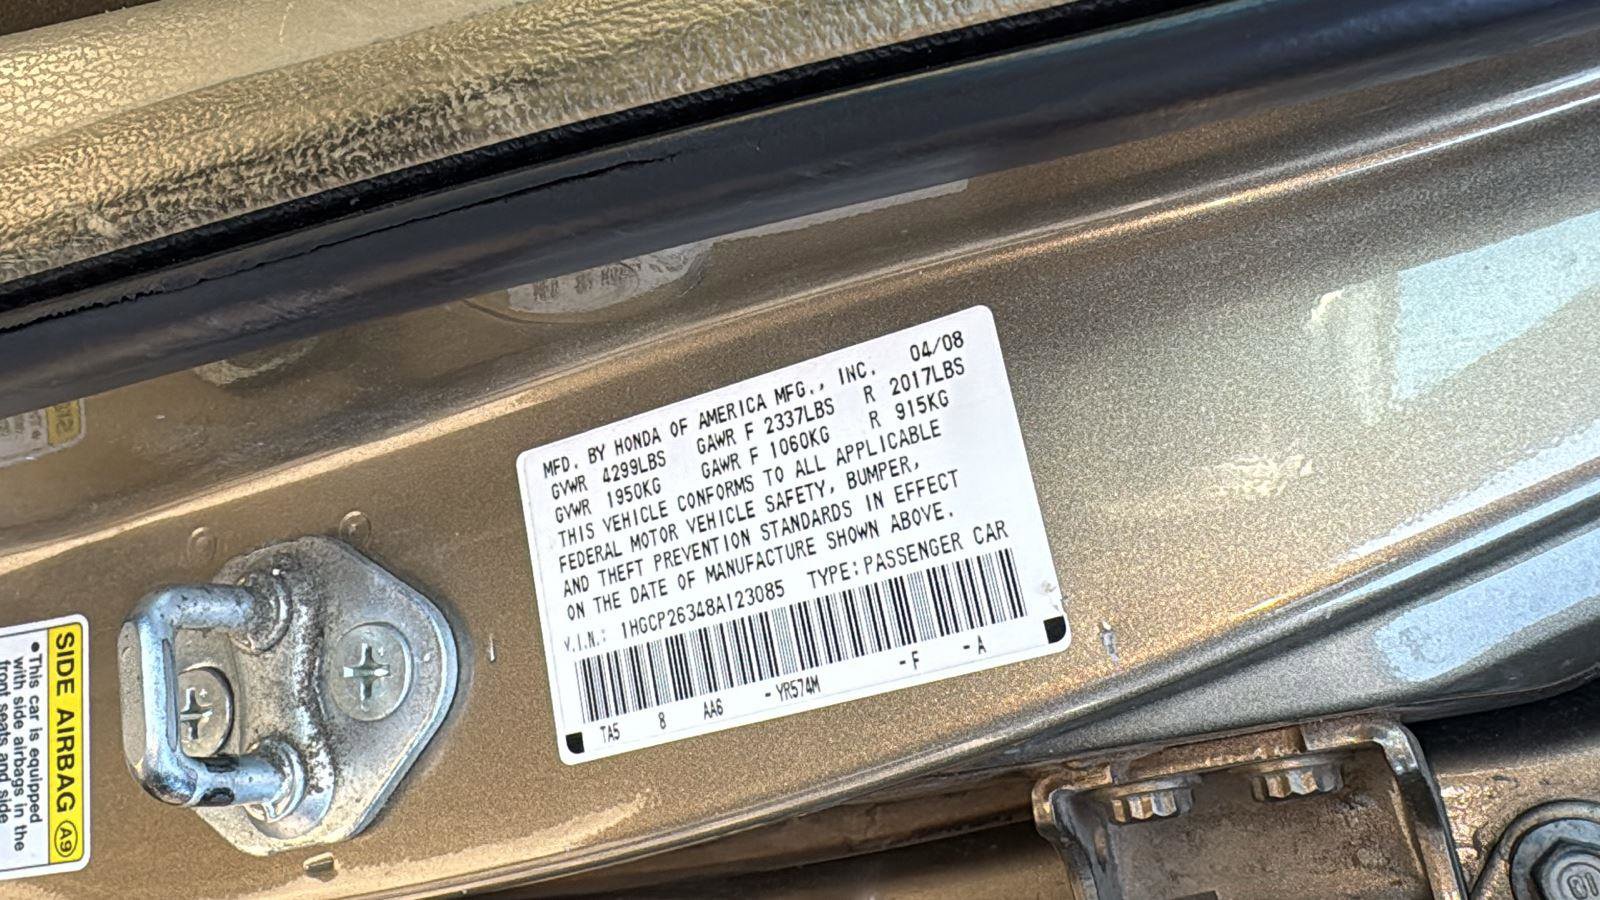 MFD. BY HONDA OF AMERICA MFG., INC. 04/08
GVWR 4299LBS GAWR F 2337LBS R 2017LBS
GVWR 1950KG GAWR F 1060KG R 915KG
THIS VEHICLE CONFORMS TO ALL APPLICABLE
FEDERAL MOTOR VEHICLE SAFETY, BUMPER,
AND THEFT PREVENTION STANDARDS IN EFFECT
ON THE DATE OF MANUFACTURE SHOWN ABOVE.
V.I.N.: 1HGCP26348A123085 TYPE: PASSENGER CAR
TA5 8 AA6 -YR574M -F -A
SIDE AIRBAG A9
•This car is equipped
with side airbags in the
front seats and side